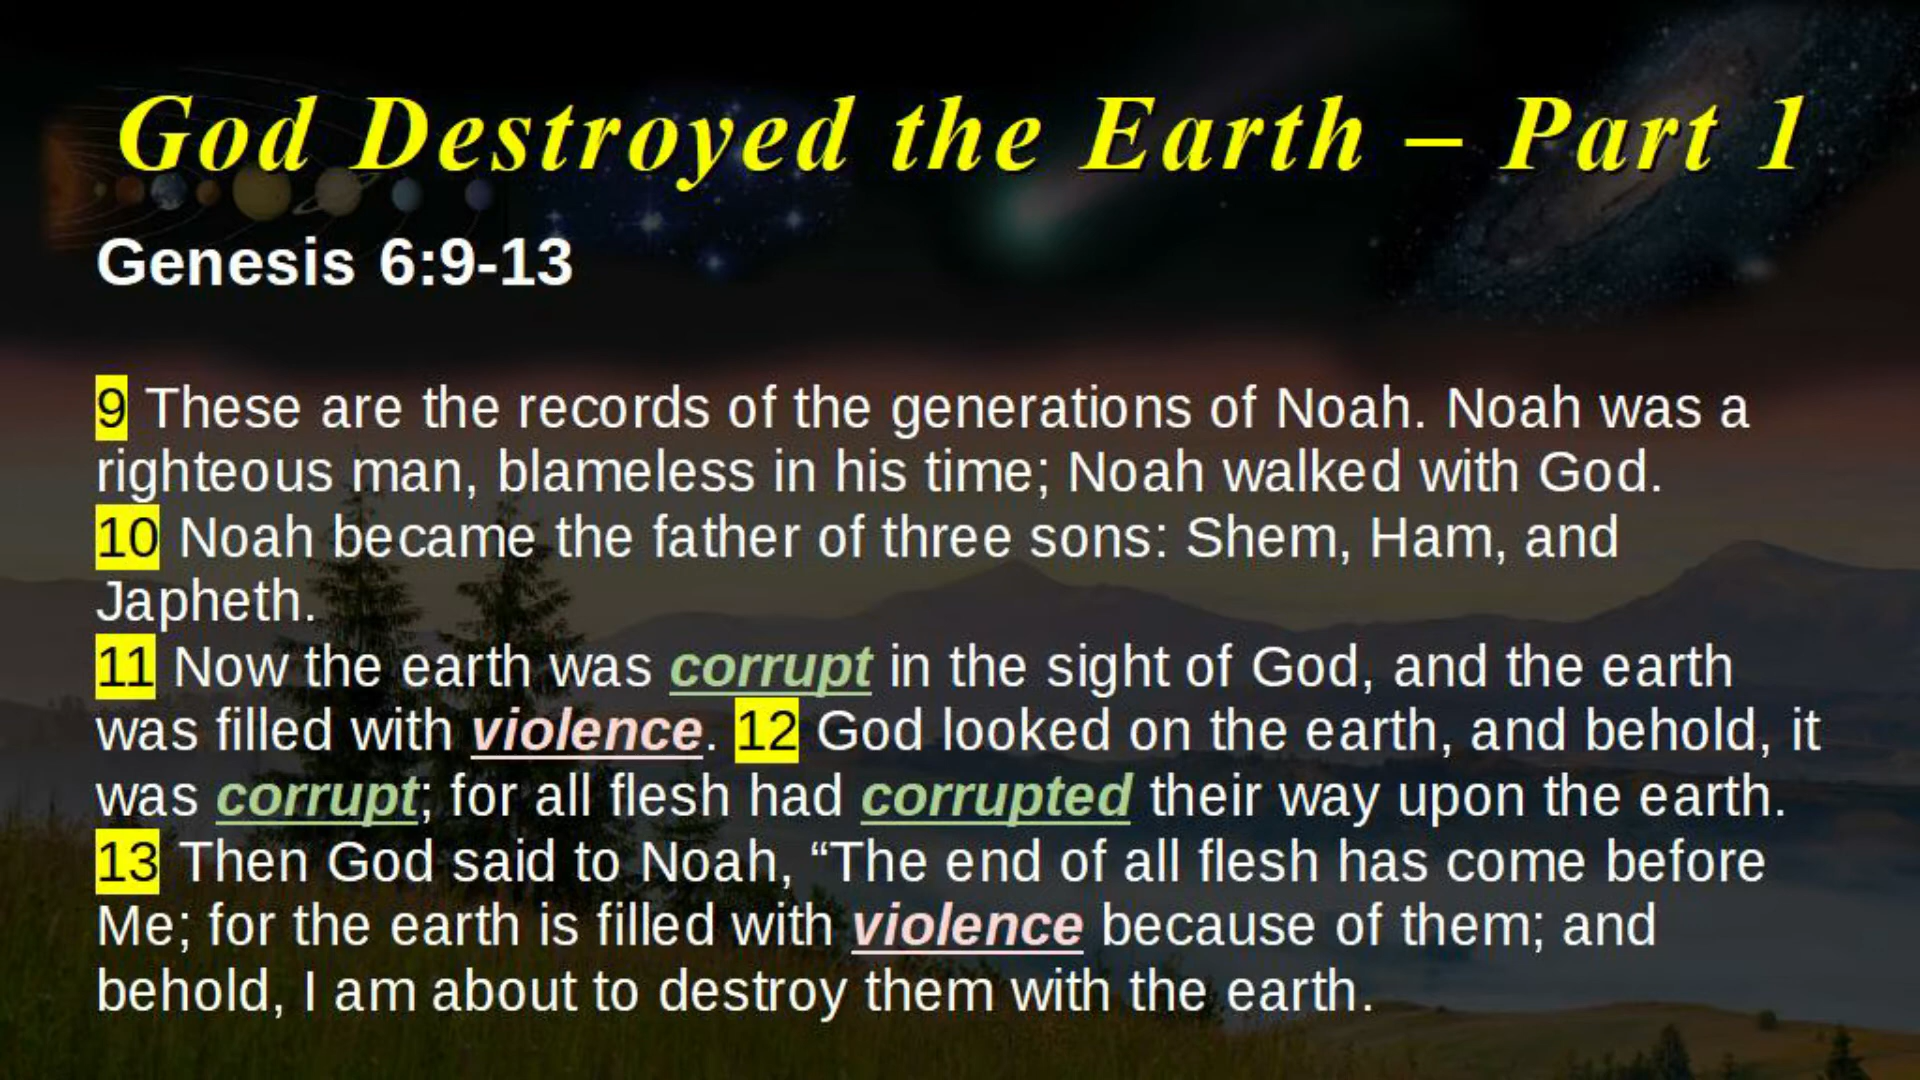 God Destroyed the Earth – Part 1
Genesis 6:9-13
9 These are the records of the generations of Noah. Noah was a
righteous man, blameless in his time; Noah walked with God.
10 Noah became the father of three sons: Shem, Ham, and
Japheth.
11 Now the earth was corrupt in the sight of God, and the earth
was filled with violence. 12 God looked on the earth, and behold, it
was corrupt; for all flesh had corrupted their way upon the earth.
13 Then God said to Noah, “The end of all flesh has come before
Me; for the earth is filled with violence because of them; and
behold, I am about to destroy them with the earth.